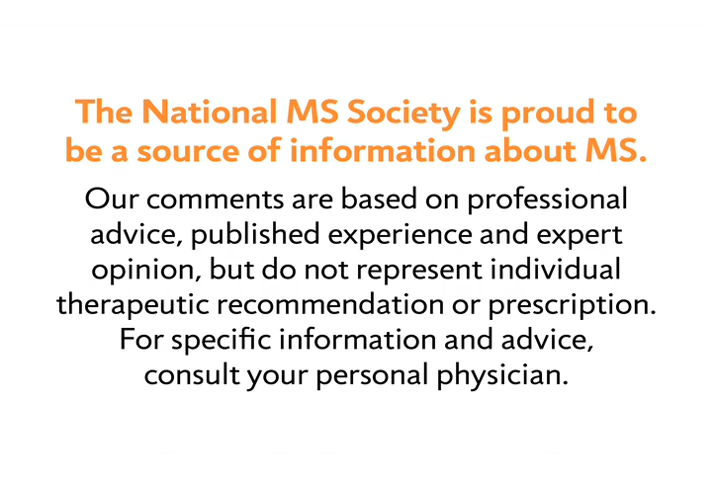 The National MS Society is proud to
be a source of information about MS.
Our comments are based on professional
advice, published experience and expert
opinion, but do not represent individual
therapeutic recommendation or prescription.
For specific information and advice,
consult your personal physician.